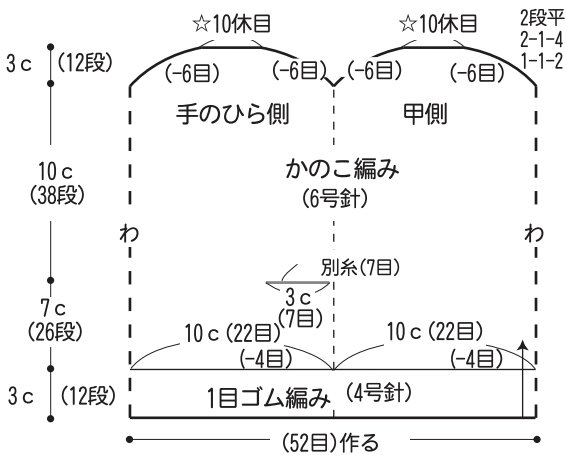 ☆10休目 ☆10休目
2段平
2-1-4
1-1-2
3c (12段)
(-6目) (-6目) (-6目) (-6目)
手のひら側 甲側
10c
(38段)
かのこ編み
(6号針)
わ わ
別糸(7目)
3c
(7目)
7c
(26段)
10c(22目) 10c(22目)
(-4目) (-4目)
3c (12段)
1目ゴム編み (4号針)
(52目)作る